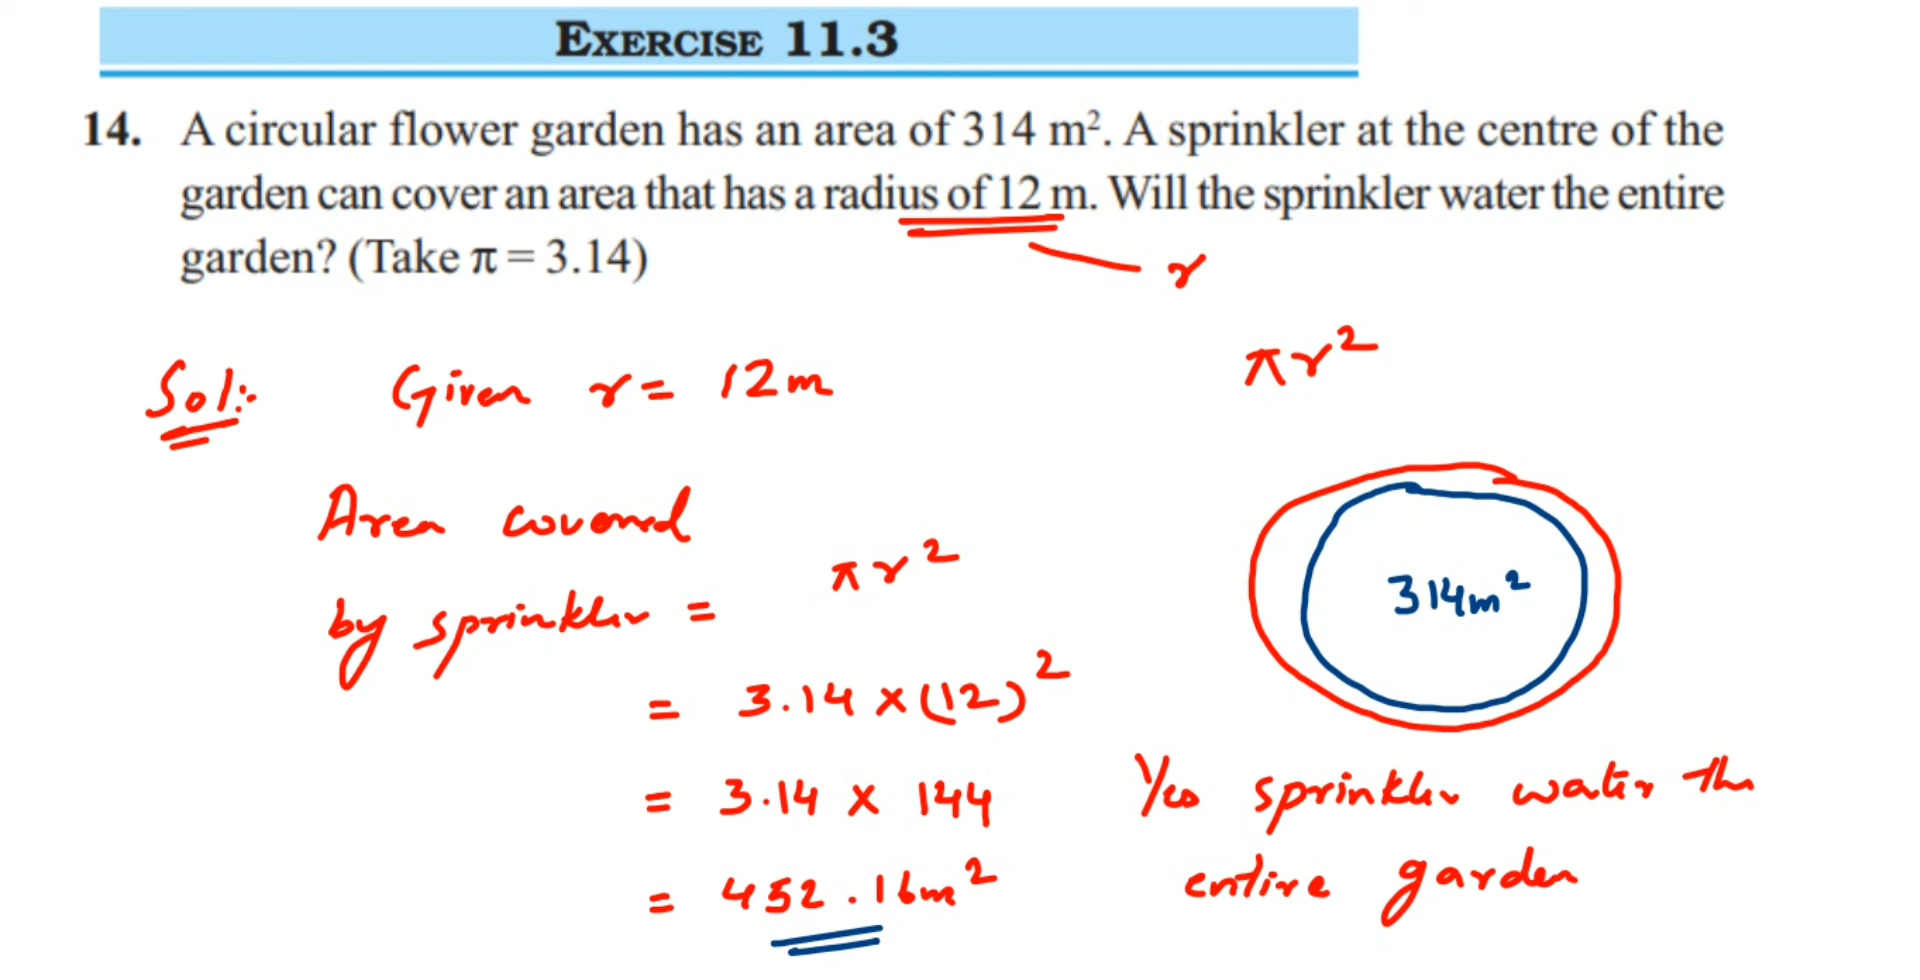 EXERCISE 11.3
14. A circular flower garden has an area of 314 m². A sprinkler at the centre of the
garden can cover an area that has a radius of 12 m. Will the sprinkler water the entire
garden? (Take π = 3.14)
r
πr²
Sol:- Given r = 12m
Area covered
by sprinkler = πr²
= 3.14 × (12)²
= 3.14 × 144
= 452.16m²
314m²
Yes sprinkler water the
entire garden